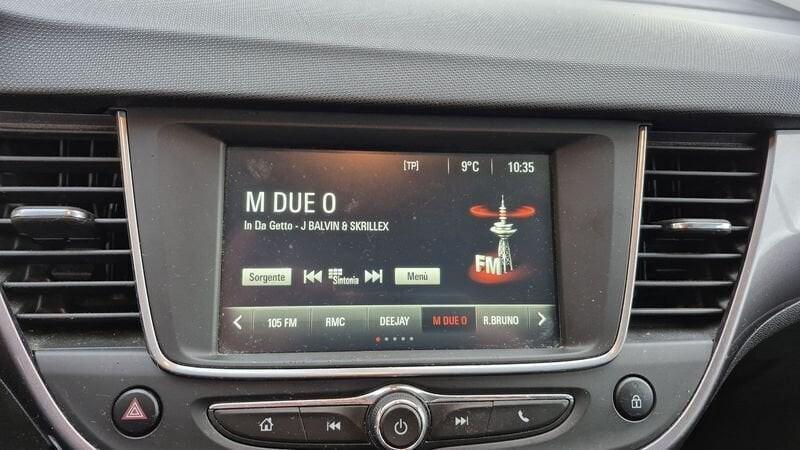 [TP] 9°C 10:35
M DUE O
In Da Getto - J BALVIN & SKRILLEX
FM
Sorgente Sintonia Menù
105 FM RMC DEEJAY M DUE O R.BRUNO